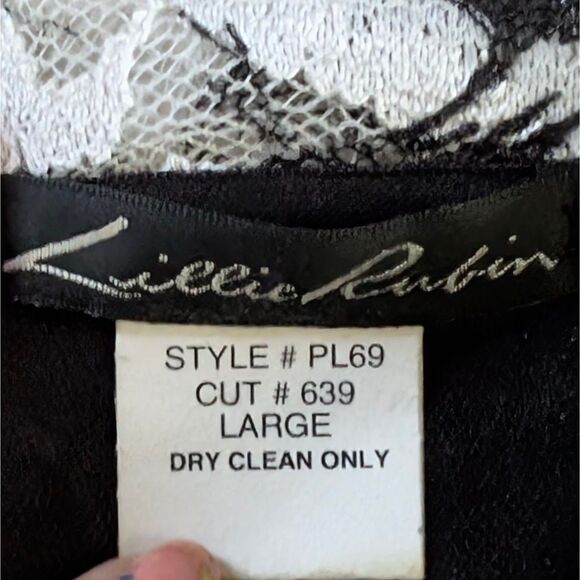 Lillie Rubin
STYLE # PL69
CUT # 639
LARGE
DRY CLEAN ONLY